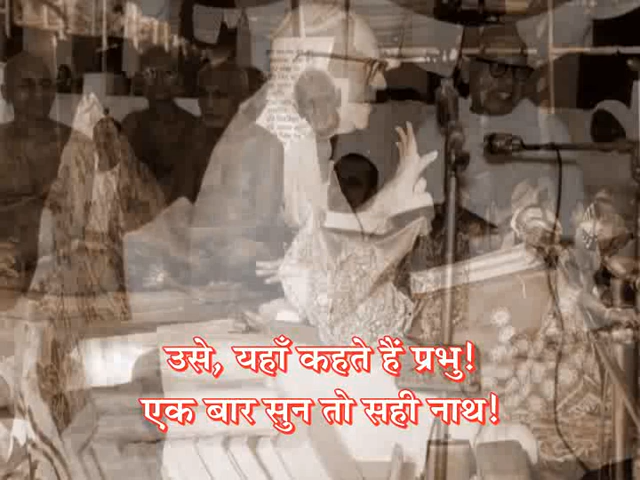 उसे, यहाँ कहते हैं प्रभु!
एक बार सुन तो सही नाथ!